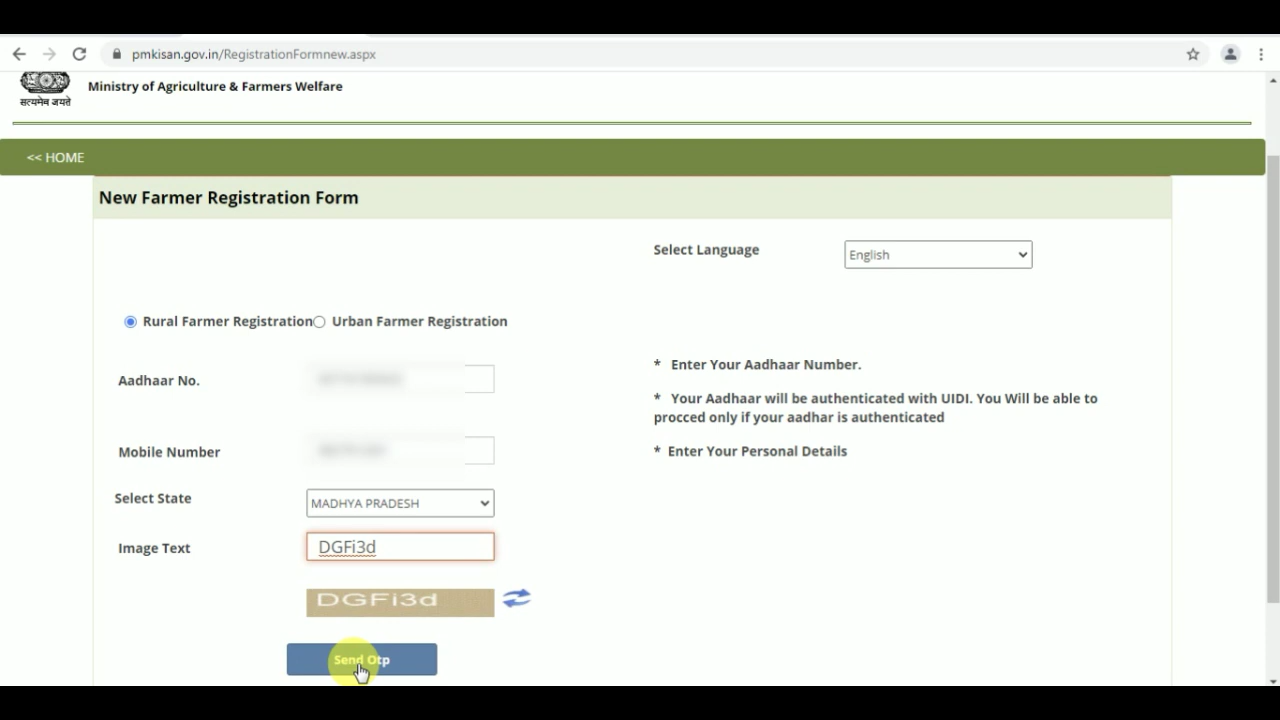 pmkisan.gov.in/RegistrationFormnew.aspx
Ministry of Agriculture & Farmers Welfare
सत्यमेव जयते
<< HOME
New Farmer Registration Form
Select Language
English
Rural Farmer Registration Urban Farmer Registration
Aadhaar No.
* Enter Your Aadhaar Number.
* Your Aadhaar will be authenticated with UIDI. You Will be able to
procced only if your aadhar is authenticated
Mobile Number
* Enter Your Personal Details
Select State
MADHYA PRADESH
Image Text
DGFi3d
DGFi3d
Send Otp